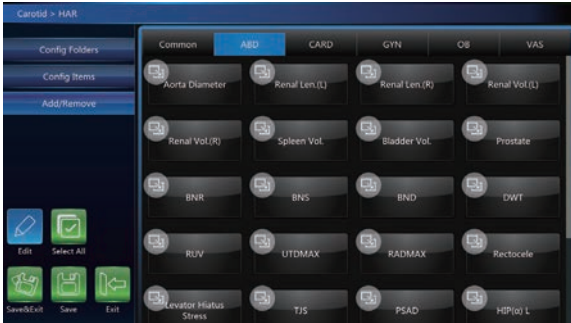 Carotid > HAR
Config Folders
Config Items
Add/Remove
Common ABD CARD GYN OB VAS
Aorta Diameter Renal Len.(L) Renal Len.(R) Renal Vol.(L)
Renal Vol.(R) Spleen Vol. Bladder Vol. Prostate
BNR BNS BND DWT
RUV UTDMAX RADMAX Rectocele
Levator Hiatus
Stress TJS PSAD HIP(α) L
Edit Select All
Save&Exit Save Exit